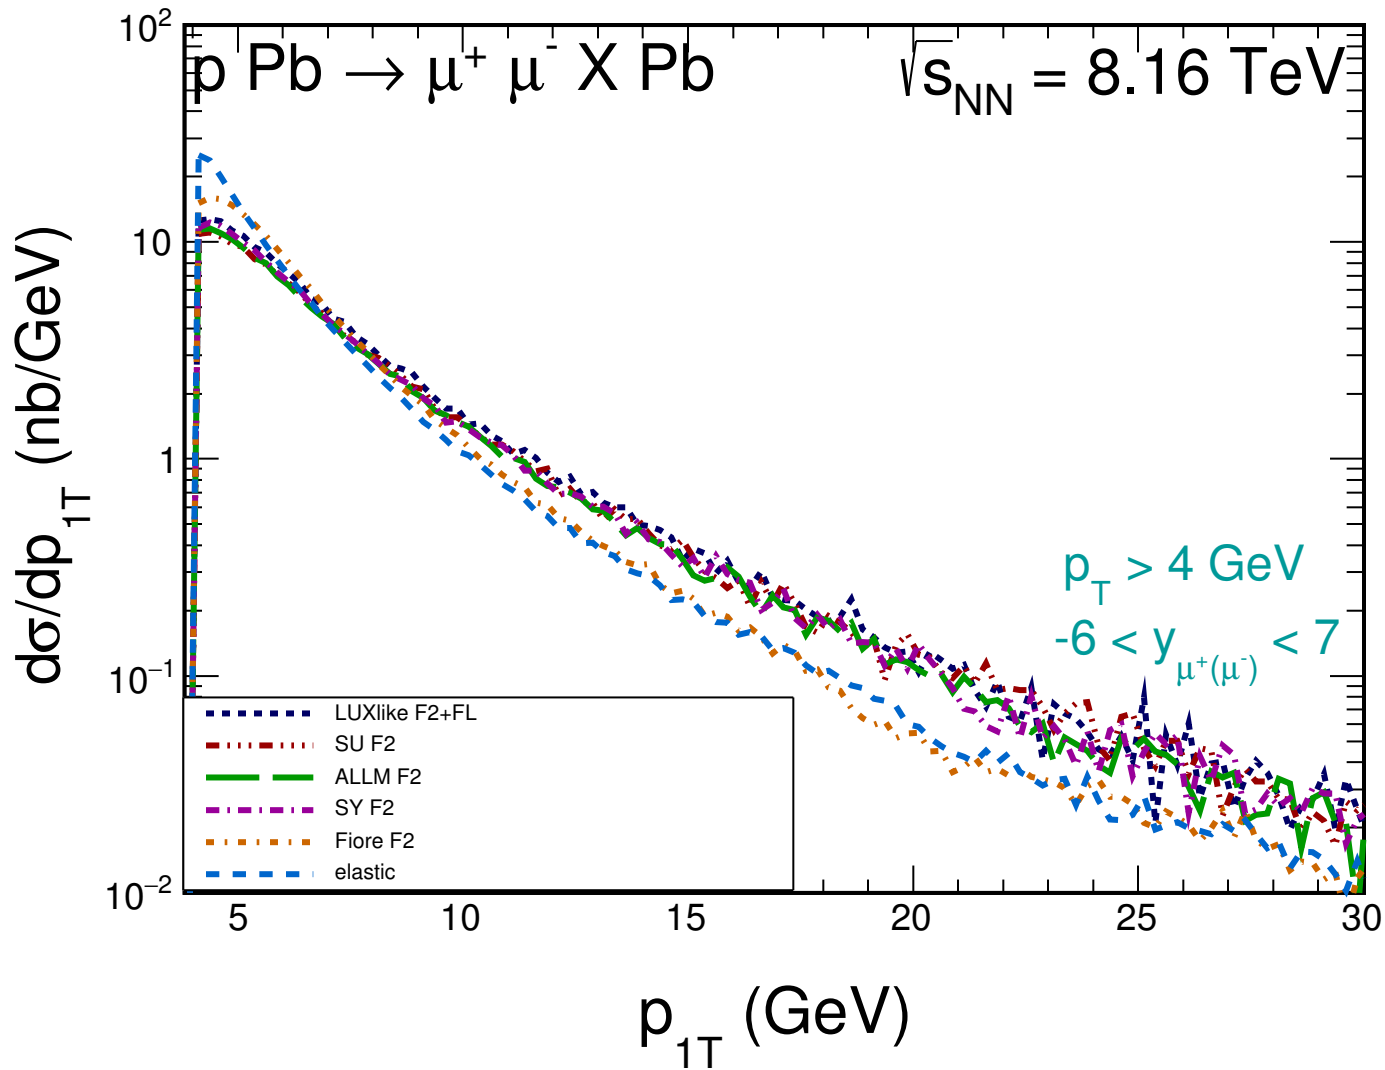 p Pb → μ⁺ μ⁻ X Pb
√s_NN = 8.16 TeV
dσ/dp_1T (nb/GeV)
10²
10
1
10⁻¹
10⁻²
p_T > 4 GeV
-6 < y_μ⁺(μ⁻) < 7
LUXlike F2+FL
SU F2
ALLM F2
SY F2
Fiore F2
elastic
5 10 15 20 25 30
p_1T (GeV)